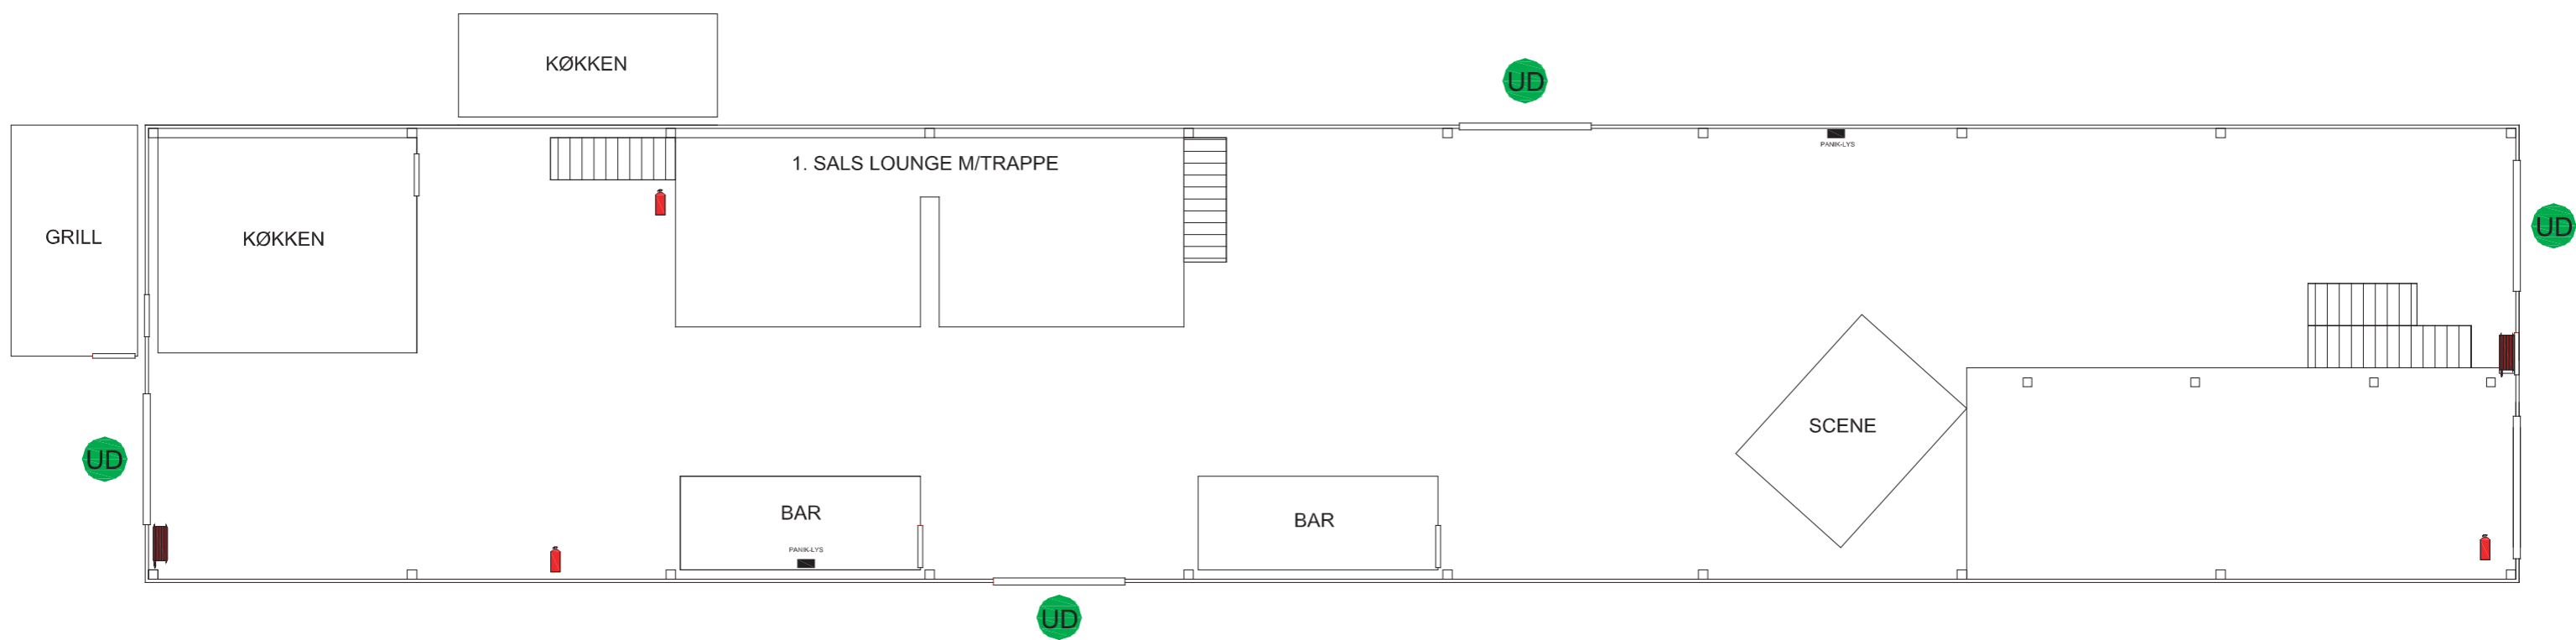 KØKKEN
UD
1. SALS LOUNGE M/TRAPPE
PANIK-LYS
GRILL
KØKKEN
UD
SCENE
UD
BAR
BAR
PANIK-LYS
UD